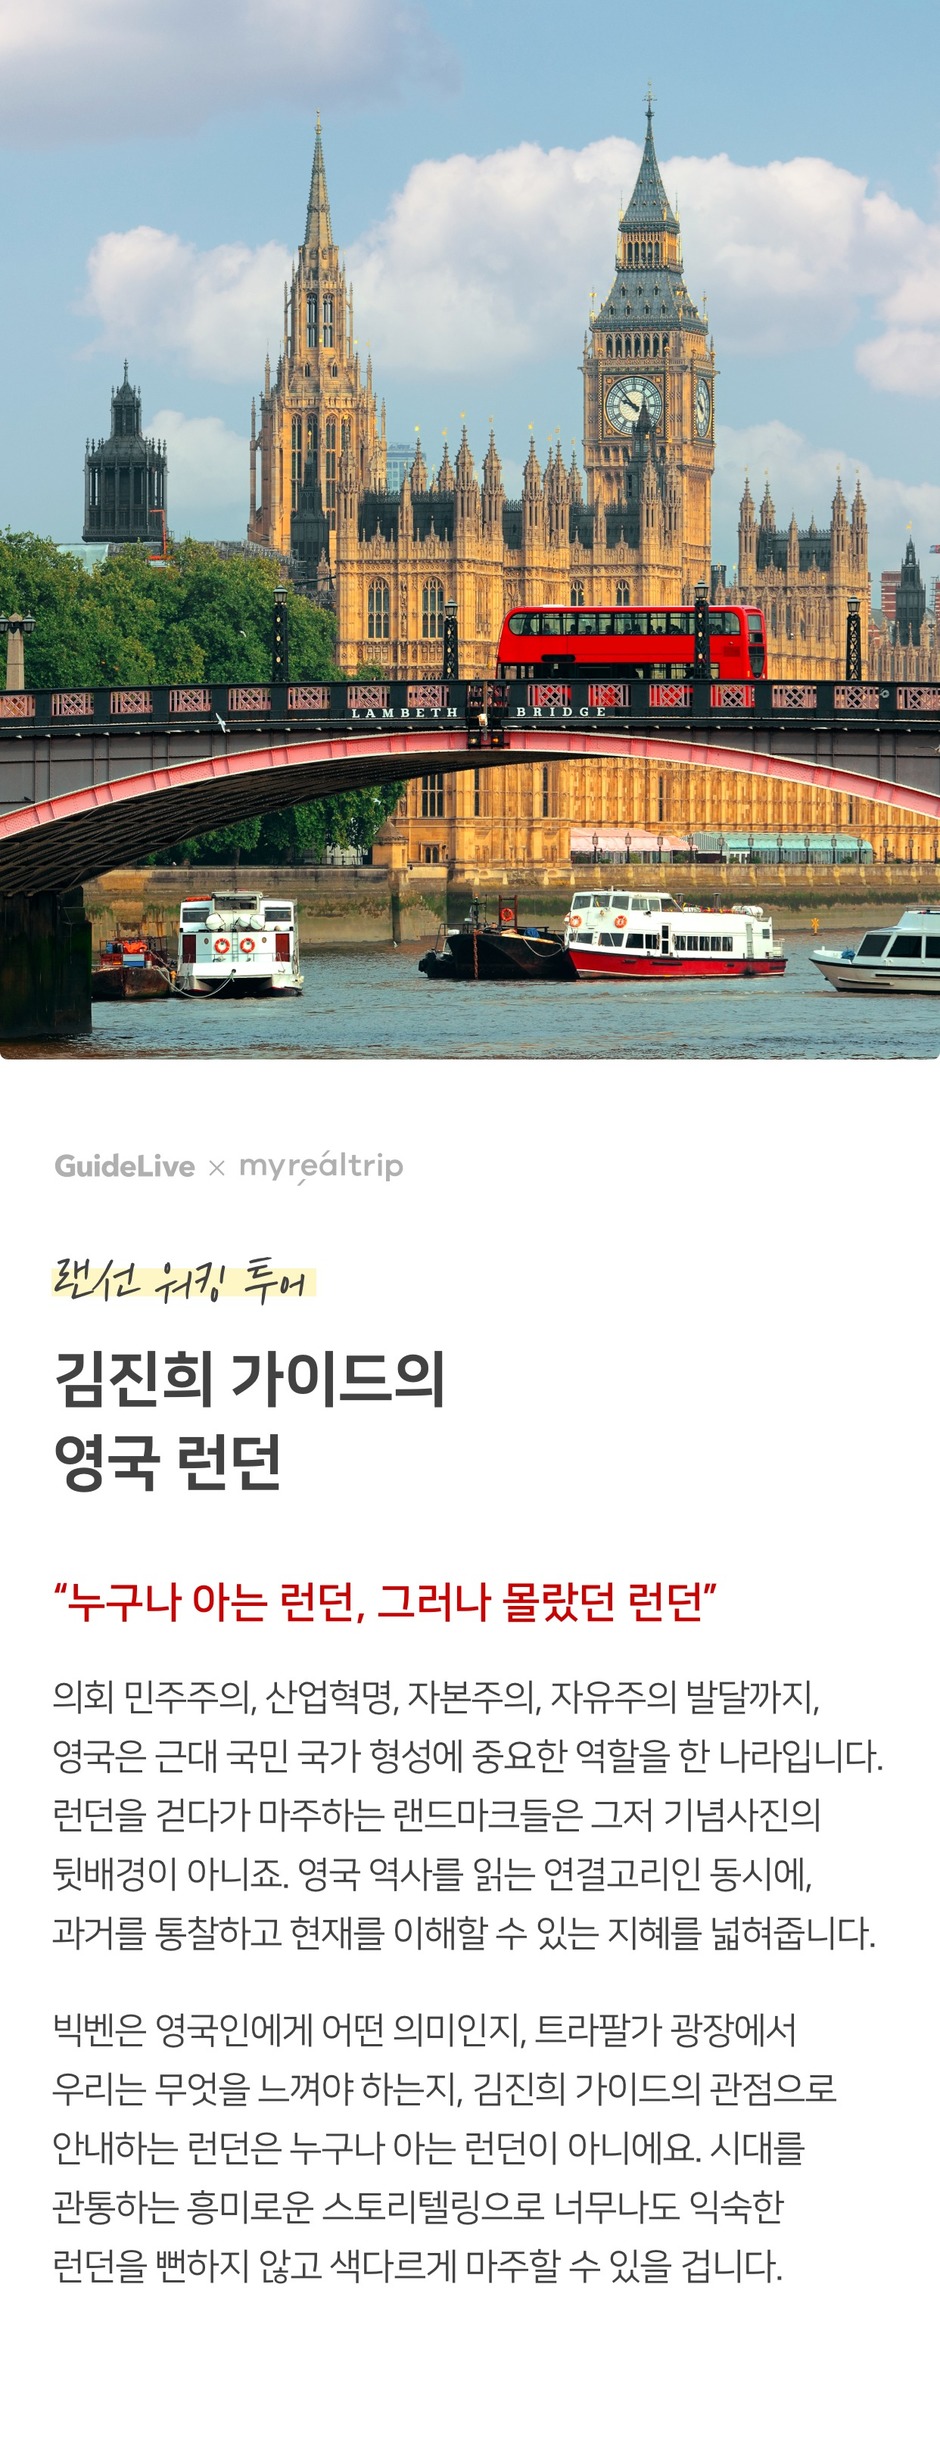 LAMBETH BRIDGE
GuideLive × myrealtrip
랜선 워킹 투어
김진희 가이드의
영국 런던
“누구나 아는 런던, 그러나 몰랐던 런던”
의회 민주주의, 산업혁명, 자본주의, 자유주의 발달까지,
영국은 근대 국민 국가 형성에 중요한 역할을 한 나라입니다.
런던을 걷다가 마주하는 랜드마크들은 그저 기념사진의
뒷배경이 아니죠. 영국 역사를 읽는 연결고리인 동시에,
과거를 통찰하고 현재를 이해할 수 있는 지혜를 넓혀줍니다.
빅벤은 영국인에게 어떤 의미인지, 트라팔가 광장에서
우리는 무엇을 느껴야 하는지, 김진희 가이드의 관점으로
안내하는 런던은 누구나 아는 런던이 아니에요. 시대를
관통하는 흥미로운 스토리텔링으로 너무나도 익숙한
런던을 뻔하지 않고 색다르게 마주할 수 있을 겁니다.